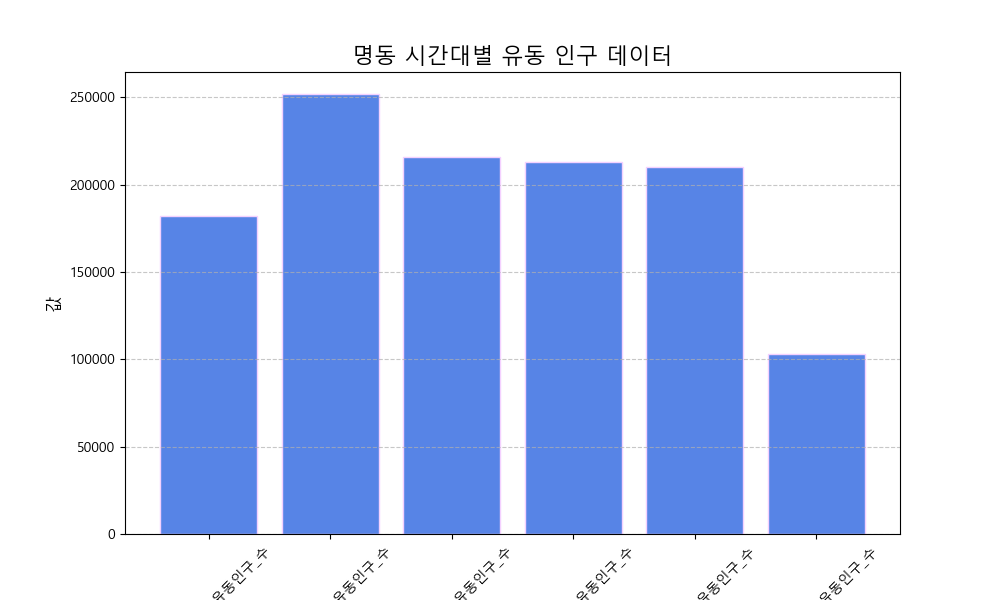 명동 시간대별 유동 인구 데이터
값
250000
200000
150000
100000
50000
0
유동인구_수
유동인구_수
유동인구_수
유동인구_수
유동인구_수
유동인구_수